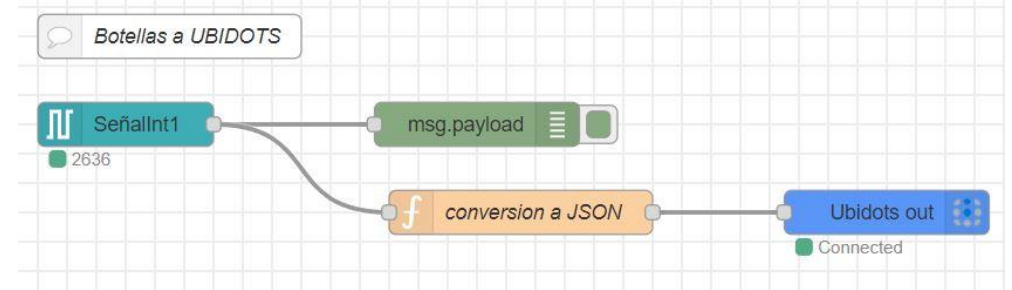 Botellas a UBIDOTS
SeñalInt1
msg.payload
2636
conversion a JSON
Ubidots out
Connected